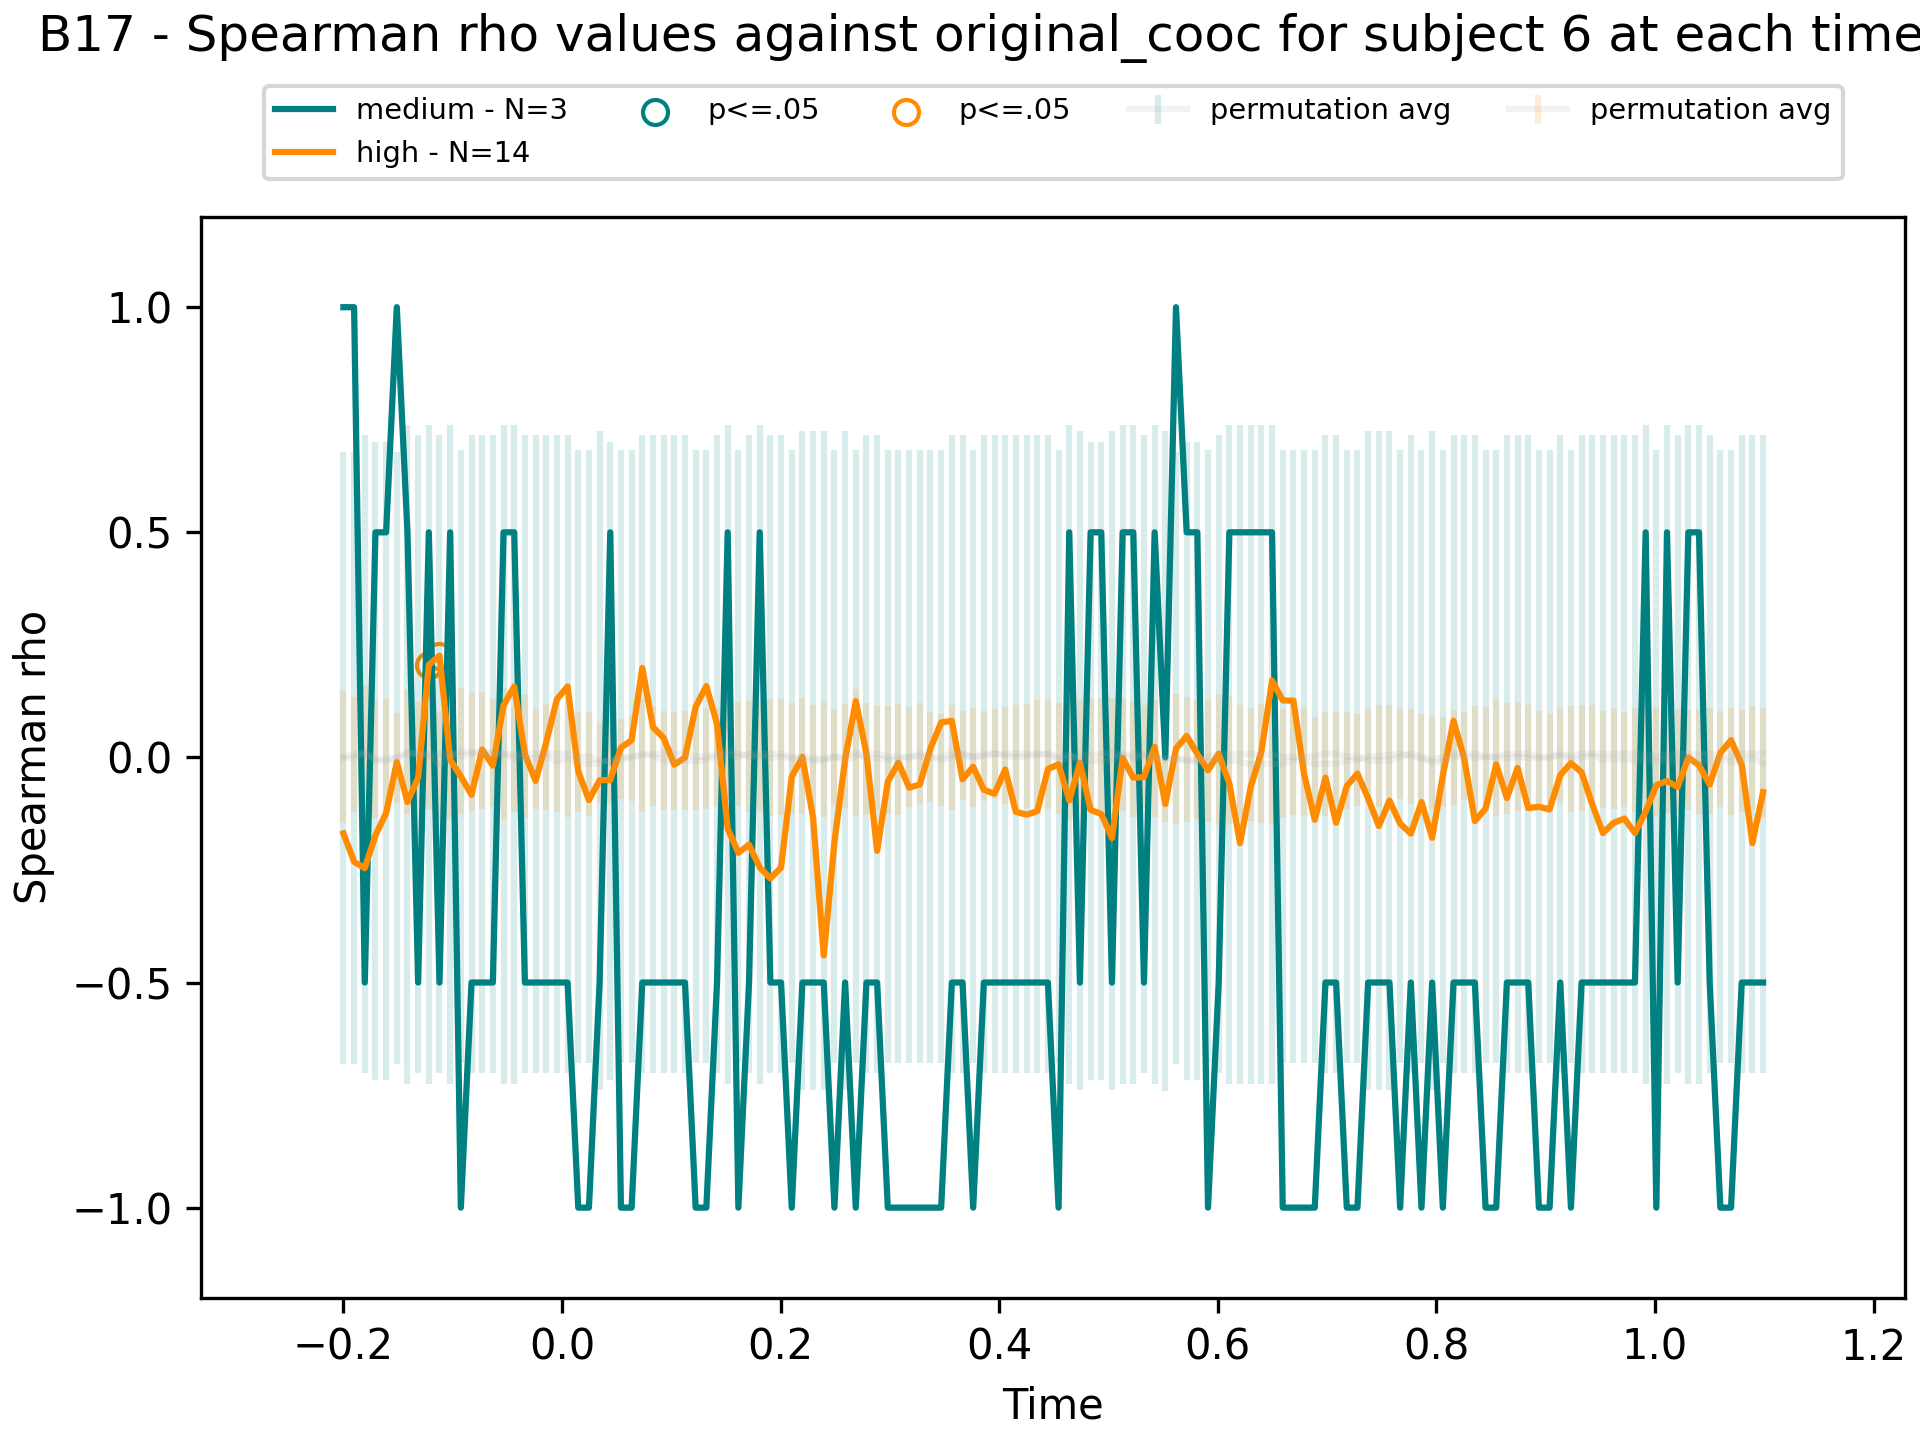 B17 - Spearman rho values against original_cooc for subject 6 at each time
medium - N=3
high - N=14
p<=.05
p<=.05
permutation avg
permutation avg
Spearman rho
1.0
0.5
0.0
−0.5
−1.0
−0.2
0.0
0.2
0.4
0.6
0.8
1.0
1.2
Time